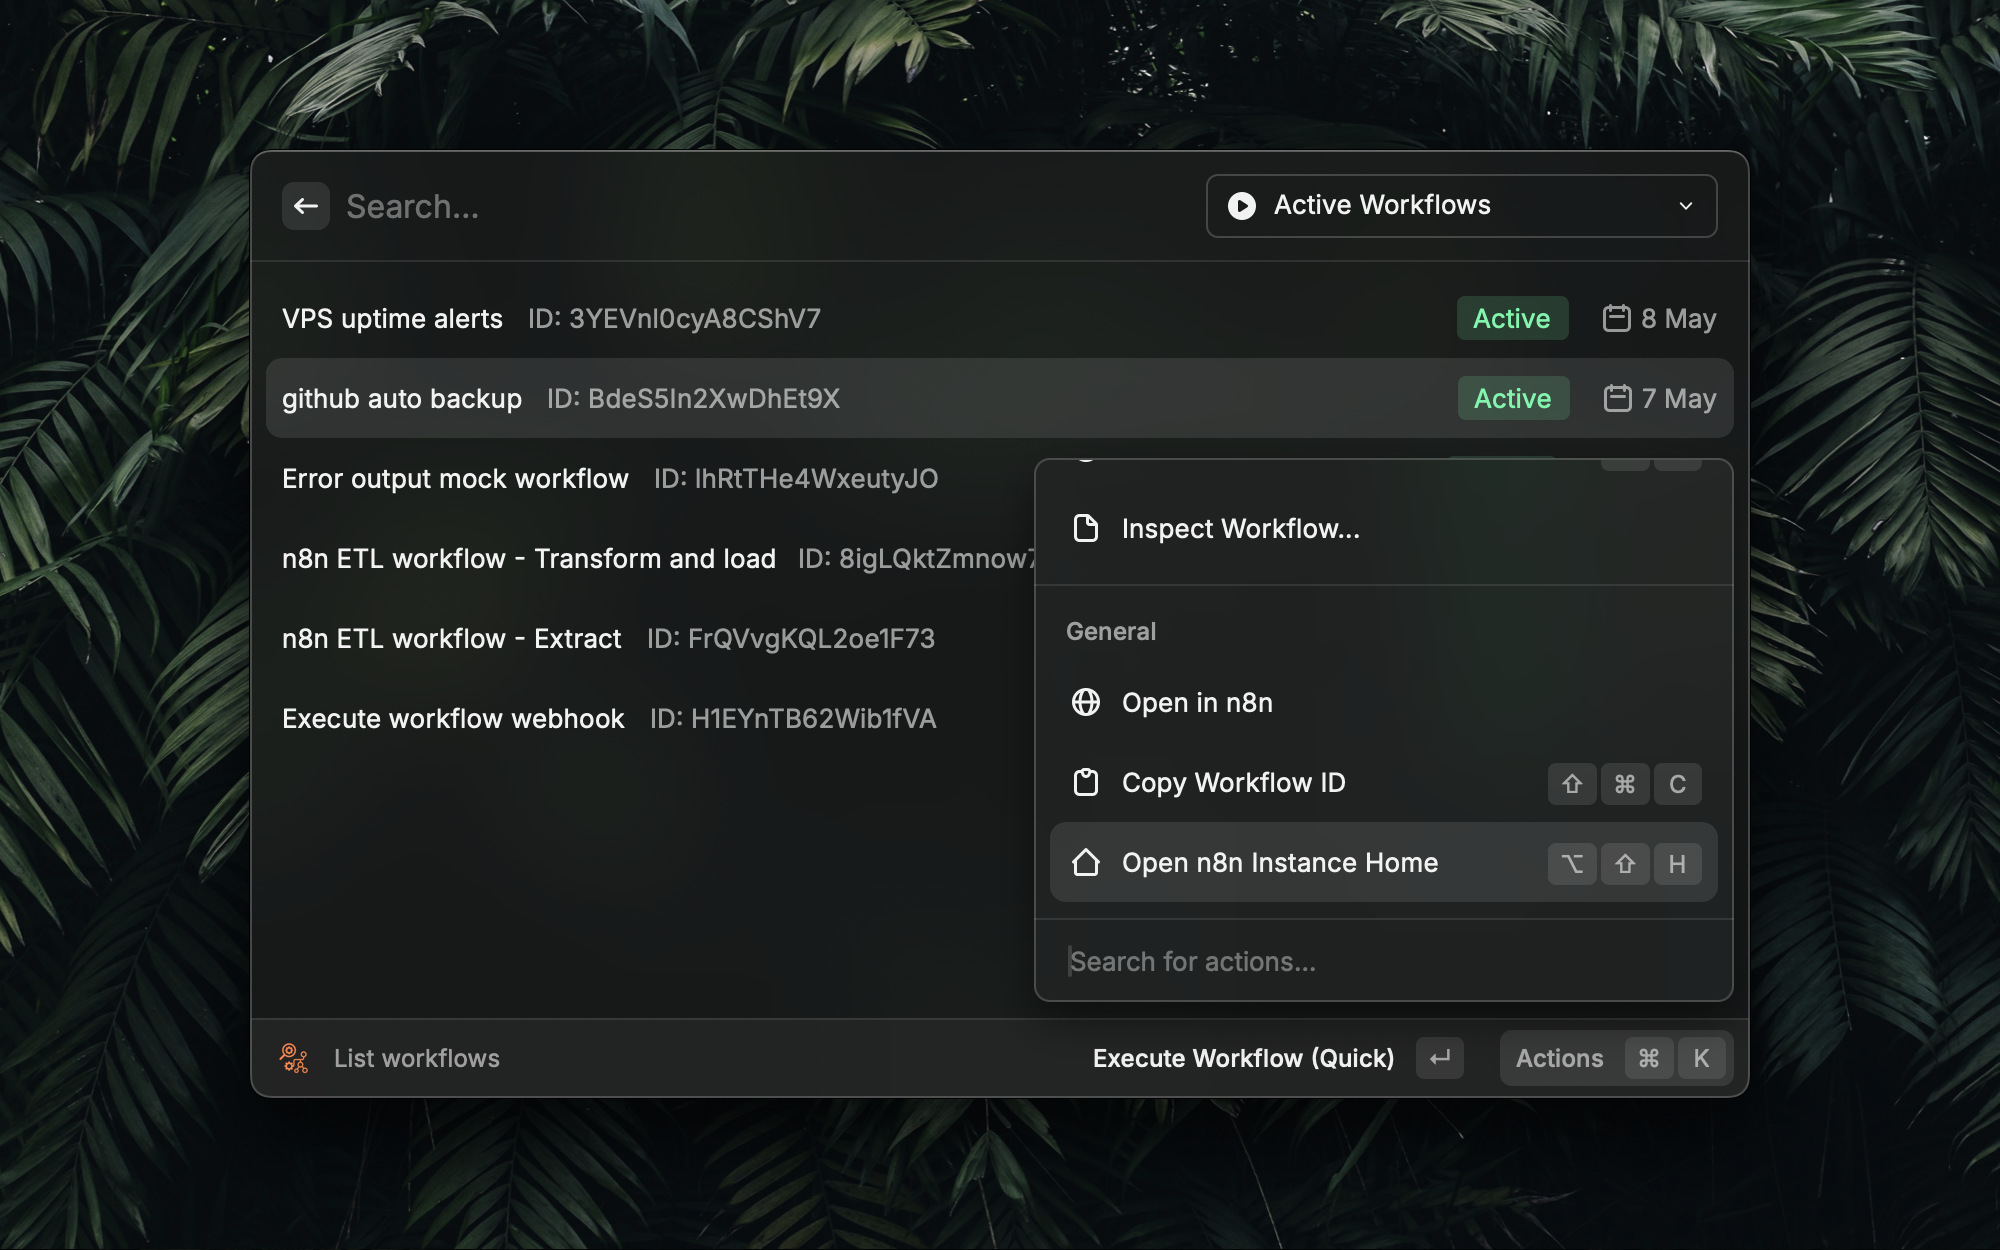 Search...
Active Workflows
VPS uptime alerts ID: 3YEVnl0cyA8CShV7 Active 8 May
github auto backup ID: BdeS5In2XwDhEt9X Active 7 May
Error output mock workflow ID: lhRtTHe4WxeutyJO
n8n ETL workflow - Transform and load ID: 8igLQktZmnow7
n8n ETL workflow - Extract ID: FrQVvgKQL2oe1F73
Execute workflow webhook ID: H1EYnTB62Wib1fVA
Inspect Workflow...
General
Open in n8n
Copy Workflow ID ⇧ ⌘ C
Open n8n Instance Home ⌥ ⇧ H
Search for actions...
List workflows
Execute Workflow (Quick) ↵
Actions ⌘ K